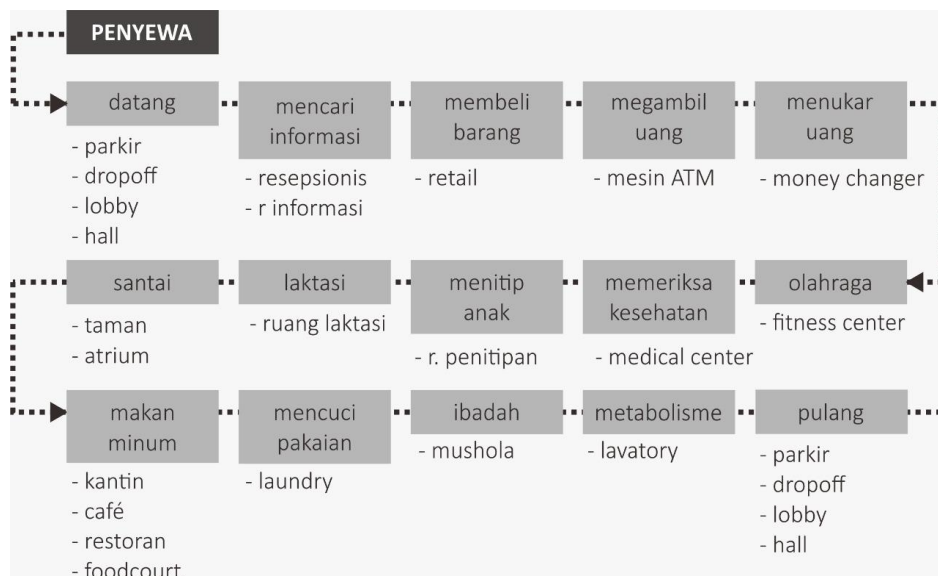 PENYEWA
datang
- parkir
- dropoff
- lobby
- hall
mencari
informasi
- resepsionis
- r informasi
membeli
barang
- retail
megambil
uang
- mesin ATM
menukar
uang
- money changer
olahraga
- fitness center
memeriksa
kesehatan
- medical center
menitip
anak
- r. penitipan
laktasi
- ruang laktasi
santai
- taman
- atrium
makan
minum
- kantin
- café
- restoran
- foodcourt
mencuci
pakaian
- laundry
ibadah
- mushola
metabolisme
- lavatory
pulang
- parkir
- dropoff
- lobby
- hall